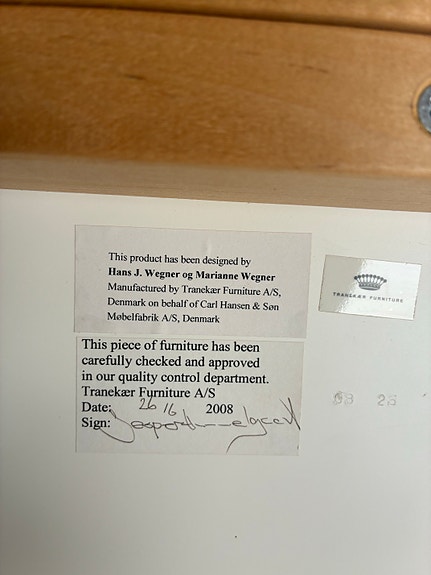 This product has been designed by
Hans J. Wegner og Marianne Wegner
Manufactured by Tranekær Furniture A/S,
Denmark on behalf of Carl Hansen & Søn
Møbelfabrik A/S, Denmark
TRANEKÆR FURNITURE
This piece of furniture has been
carefully checked and approved
in our quality control department.
Tranekær Furniture A/S
Date: 26/6 2008
Sign: